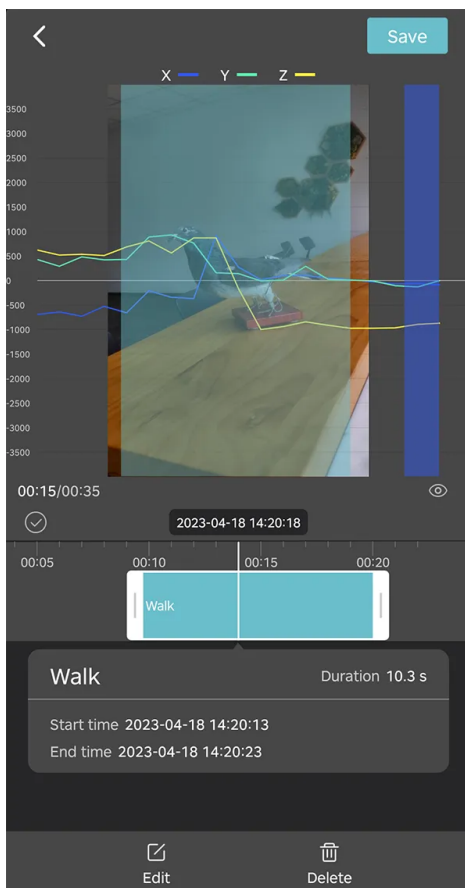 Save
X Y Z
3500
3000
2500
2000
1500
1000
500
0
-500
-1000
-1500
-2000
-2500
-3000
-3500
00:15/00:35
2023-04-18 14:20:18
00:05 00:10 00:15 00:20
Walk
Walk Duration 10.3 s
Start time 2023-04-18 14:20:13
End time 2023-04-18 14:20:23
Edit Delete